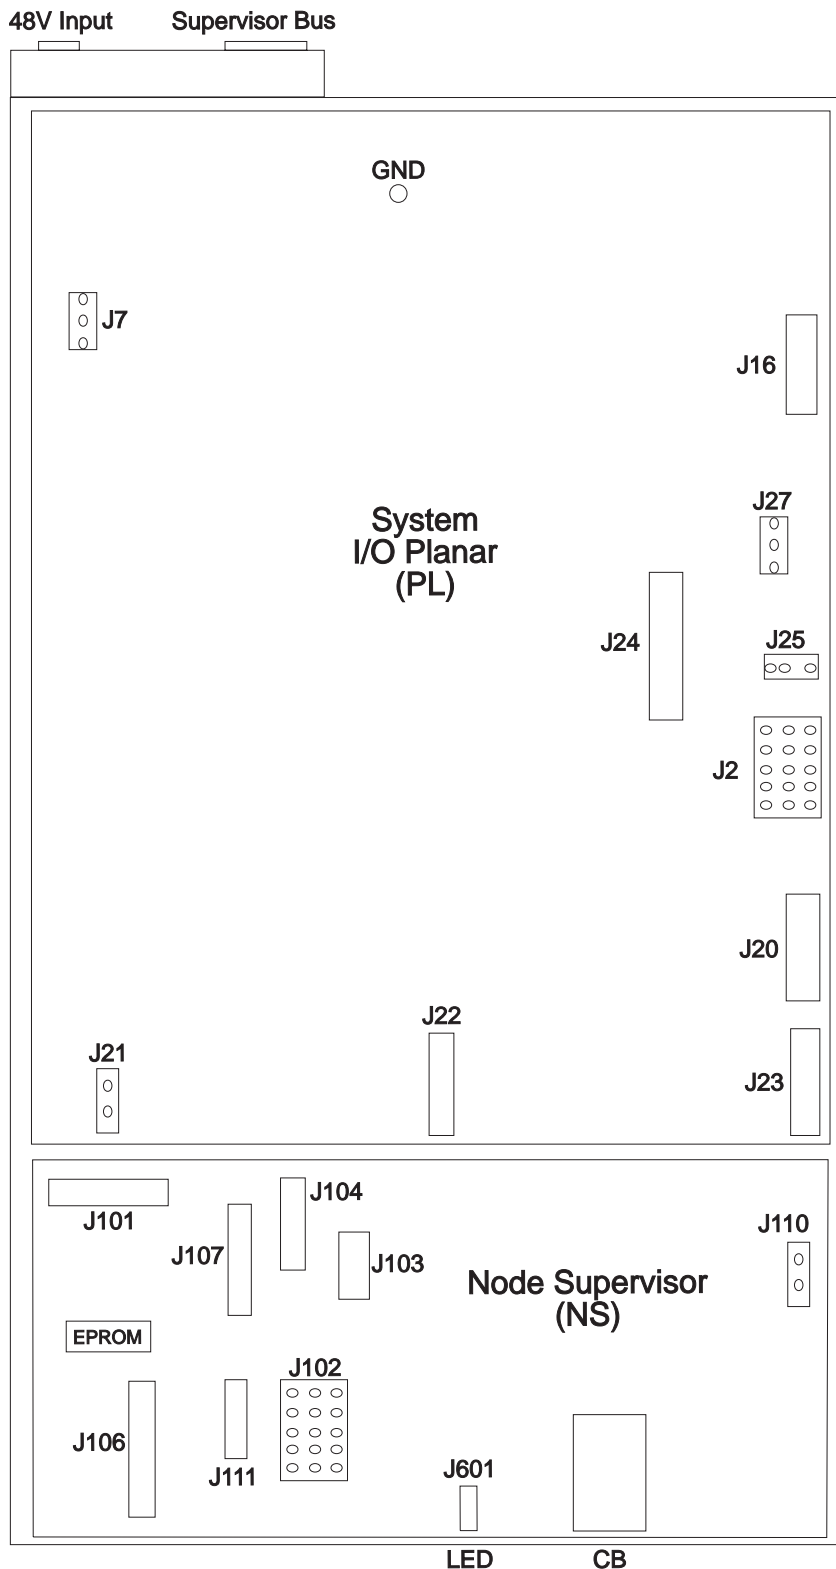 48V Input
Supervisor Bus
GND
J7
J16
J27
System
I/O Planar
(PL)
J24
J25
J2
J20
J22
J21
J23
J104
J101
J110
J107
J103
Node Supervisor
(NS)
EPROM
J102
J106
J111
J601
LED
CB